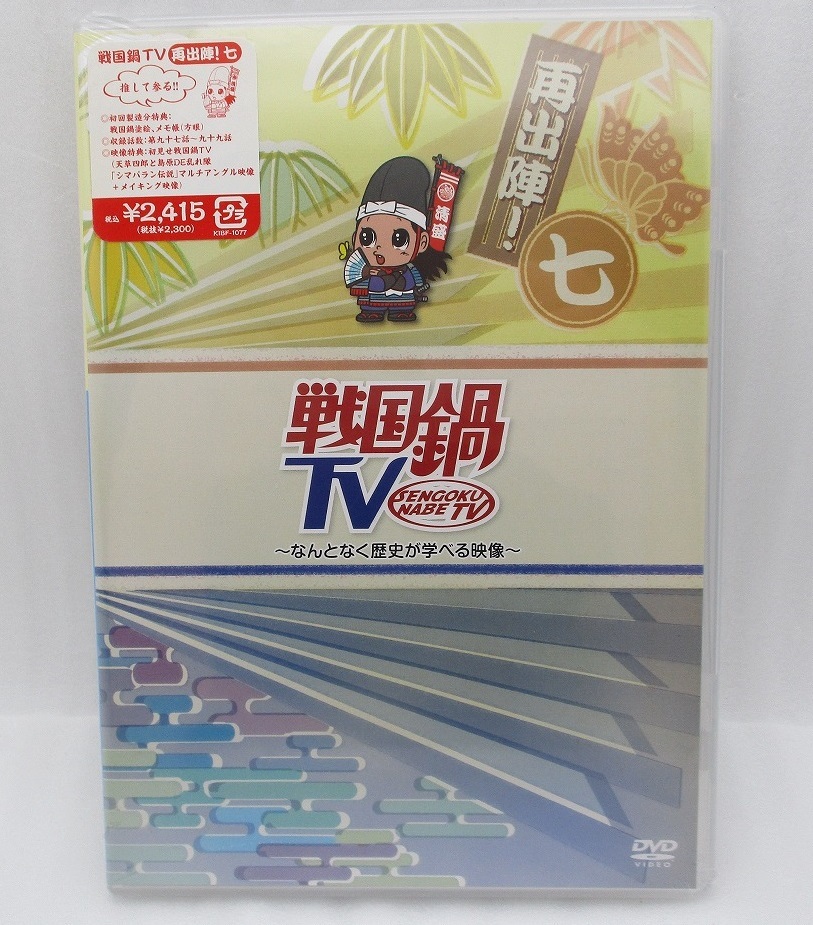 戦国鍋TV 再出陣! 七
推して参る!!
◎初回製造分特典:
戦国鍋塗絵、メモ帳(方眼)
◎収録話数:第九十七話〜九十九話
◎映像特典:初見せ戦国鍋TV
(天草四郎と島原DE乱れ隊
「シマバラン伝説」マルチアングル映像
+メイキング映像)
税込 ¥2,415
(税抜¥2,300)
プラ
KIBF-1077
再出陣!
七
清盛
戦国鍋
TV
SENGOKU
NABE TV
〜なんとなく歴史が学べる映像〜
DVD
VIDEO